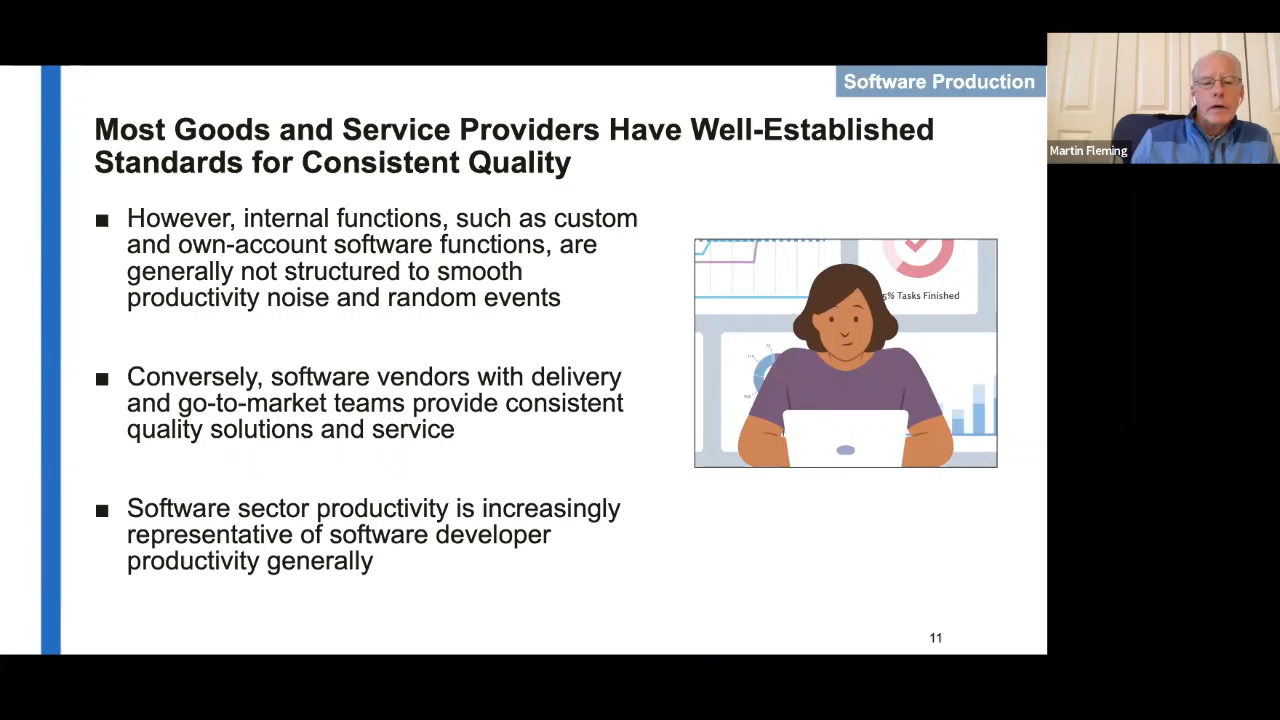 Software Production
Martin Fleming
Most Goods and Service Providers Have Well-Established
Standards for Consistent Quality
■ However, internal functions, such as custom
and own-account software functions, are
generally not structured to smooth
productivity noise and random events
■ Conversely, software vendors with delivery
and go-to-market teams provide consistent
quality solutions and service
■ Software sector productivity is increasingly
representative of software developer
productivity generally
5% Tasks Finished
11